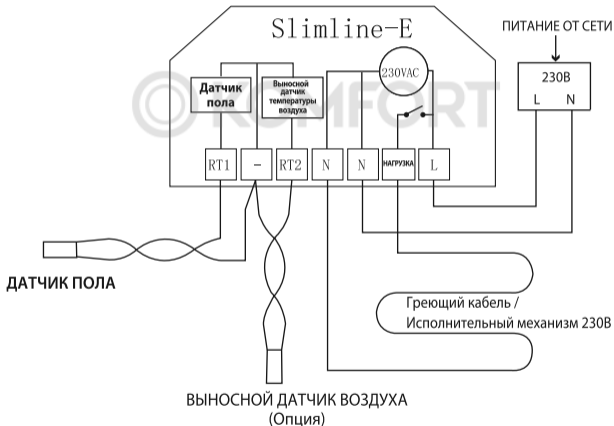 Slimline-E
ПИТАНИЕ ОТ СЕТИ
230VAC
230В
L N
Датчик
пола
Выносной
датчик
температуры
воздуха
KOMFORT
RT1 - RT2 N N НАГРУЗКА L
ДАТЧИК ПОЛА
Греющий кабель /
Исполнительный механизм 230В
ВЫНОСНОЙ ДАТЧИК ВОЗДУХА
(Опция)